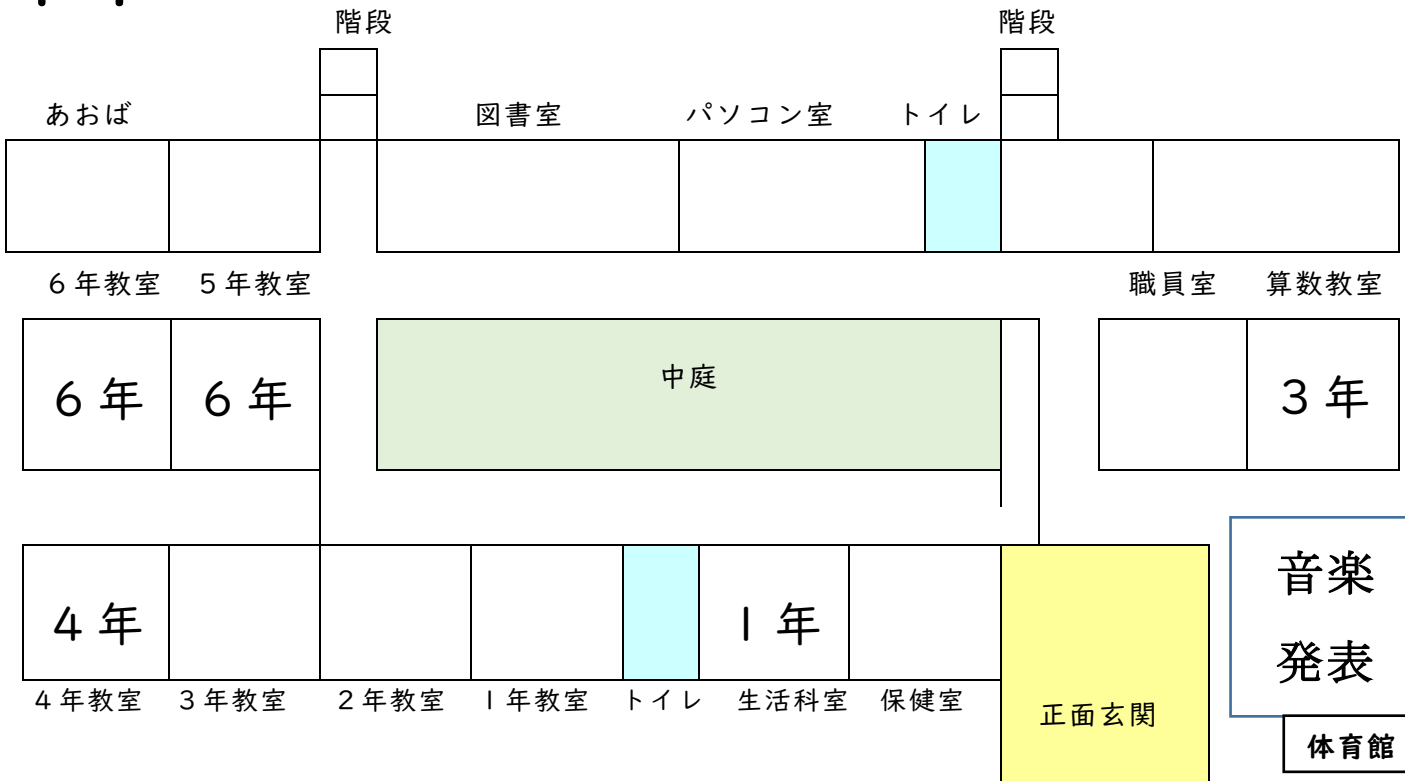 階段 階段
あおば 図書室 パソコン室 トイレ
6年教室 5年教室 職員室 算数教室
6年 6年 中庭 3年
音楽
発表
4年 1年
4年教室 3年教室 2年教室 1年教室 トイレ 生活科室 保健室
正面玄関
体育館